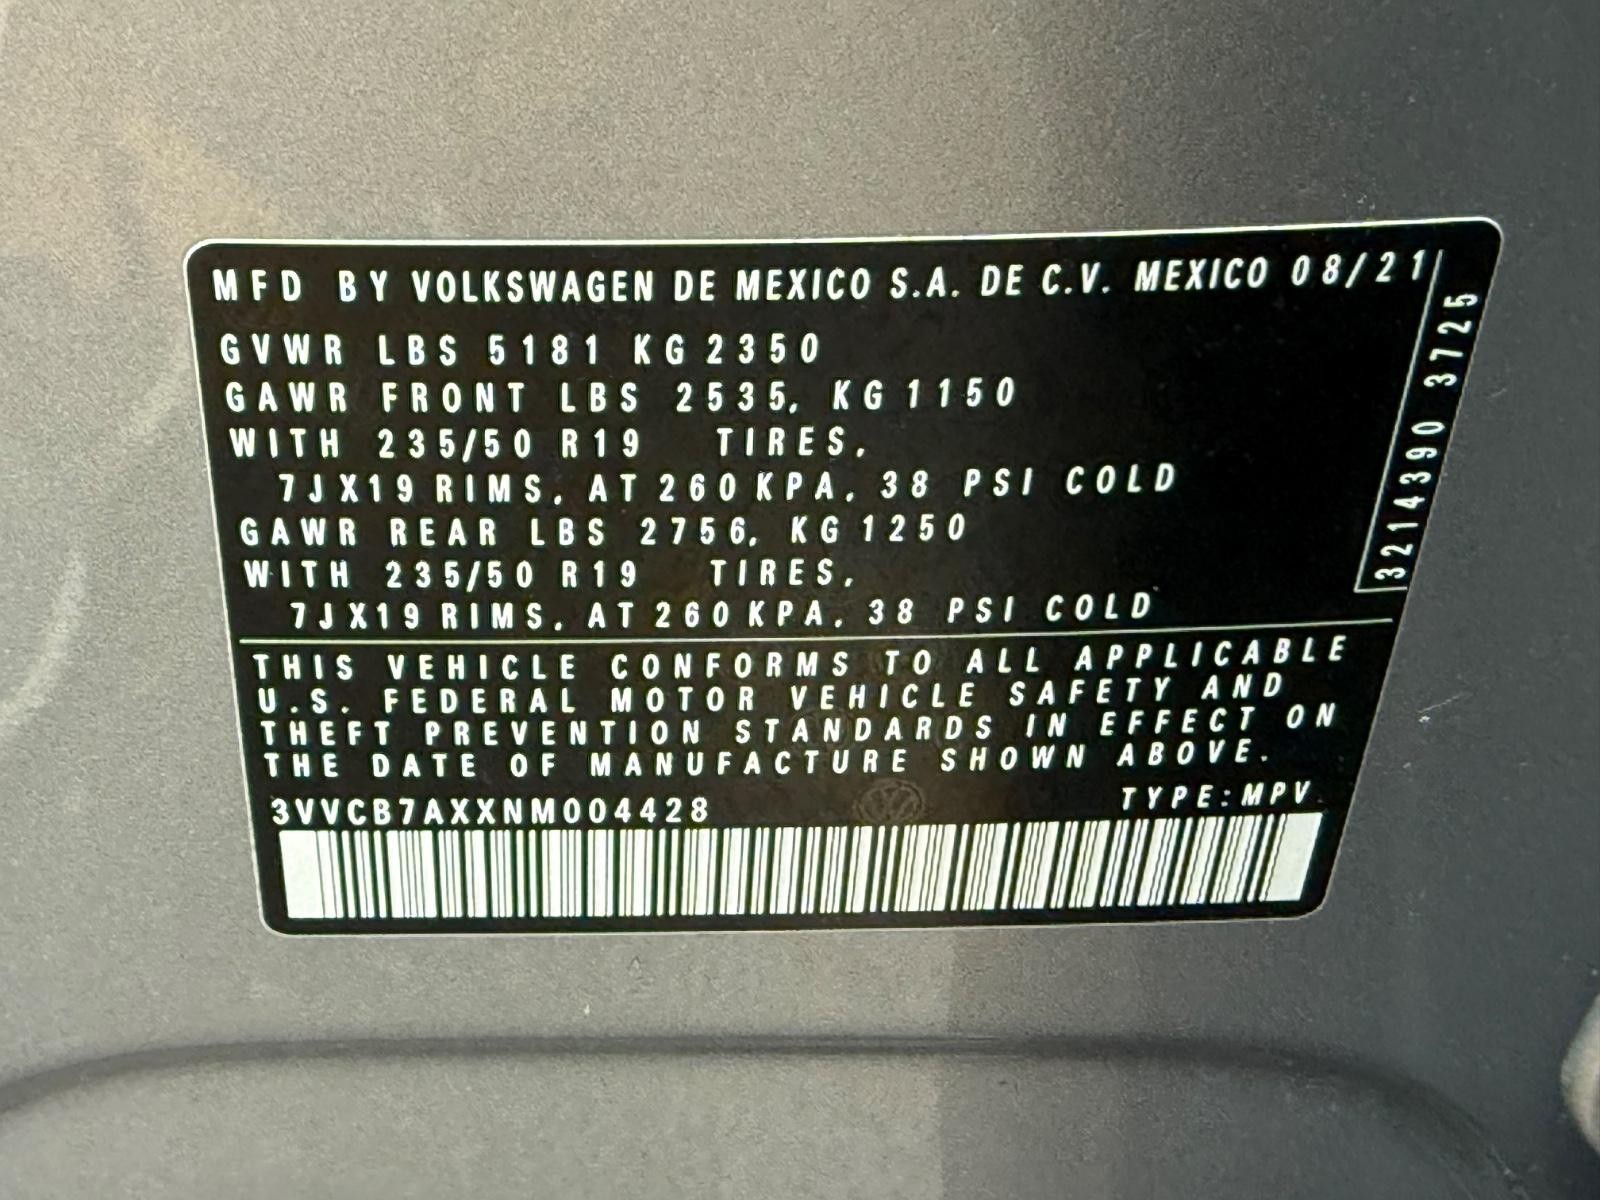 MFD BY VOLKSWAGEN DE MEXICO S.A. DE C.V. MEXICO 08/21
GVWR LBS 5181 KG 2350
GAWR FRONT LBS 2535, KG 1150
WITH 235/50 R19 TIRES,
7JX19 RIMS, AT 260 KPA, 38 PSI COLD
GAWR REAR LBS 2756, KG 1250
WITH 235/50 R19 TIRES,
7JX19 RIMS, AT 260 KPA, 38 PSI COLD
THIS VEHICLE CONFORMS TO ALL APPLICABLE
U.S. FEDERAL MOTOR VEHICLE SAFETY AND
THEFT PREVENTION STANDARDS IN EFFECT ON
THE DATE OF MANUFACTURE SHOWN ABOVE.
3VVCB7AXXNM004428 TYPE:MPV
3214390 3725